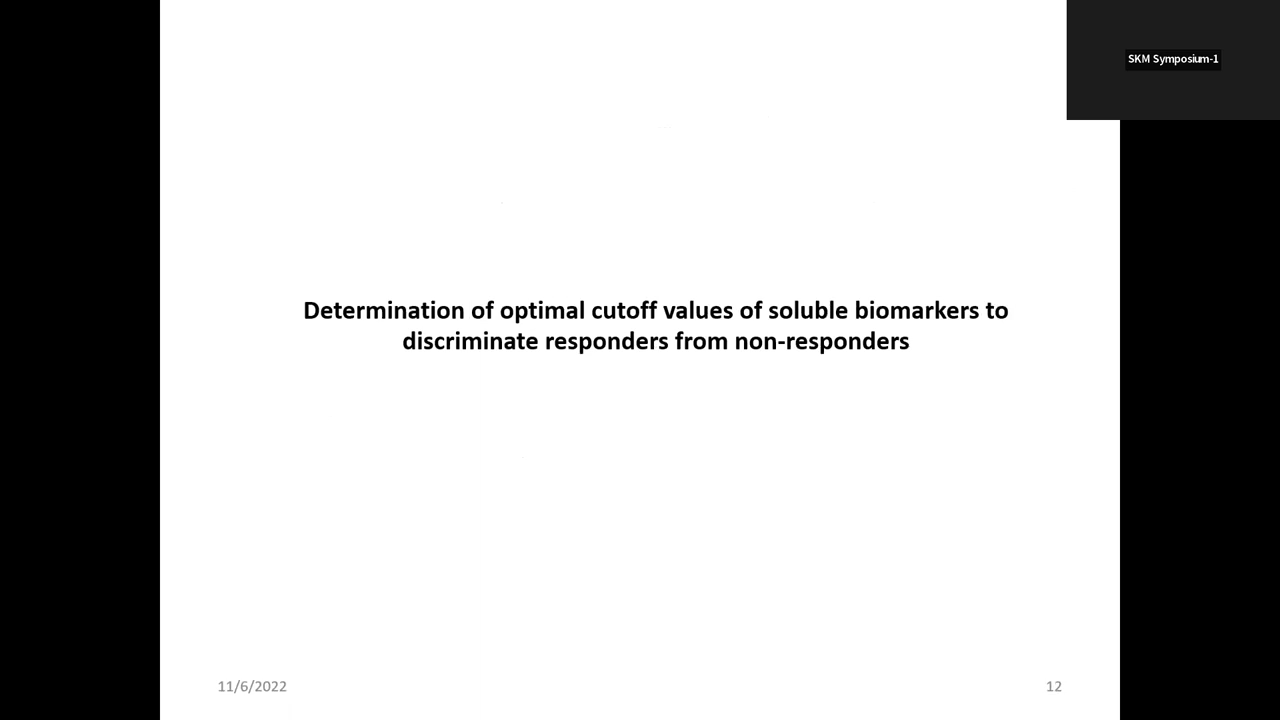 SKM Symposium-1
Determination of optimal cutoff values of soluble biomarkers to
discriminate responders from non-responders
11/6/2022
12